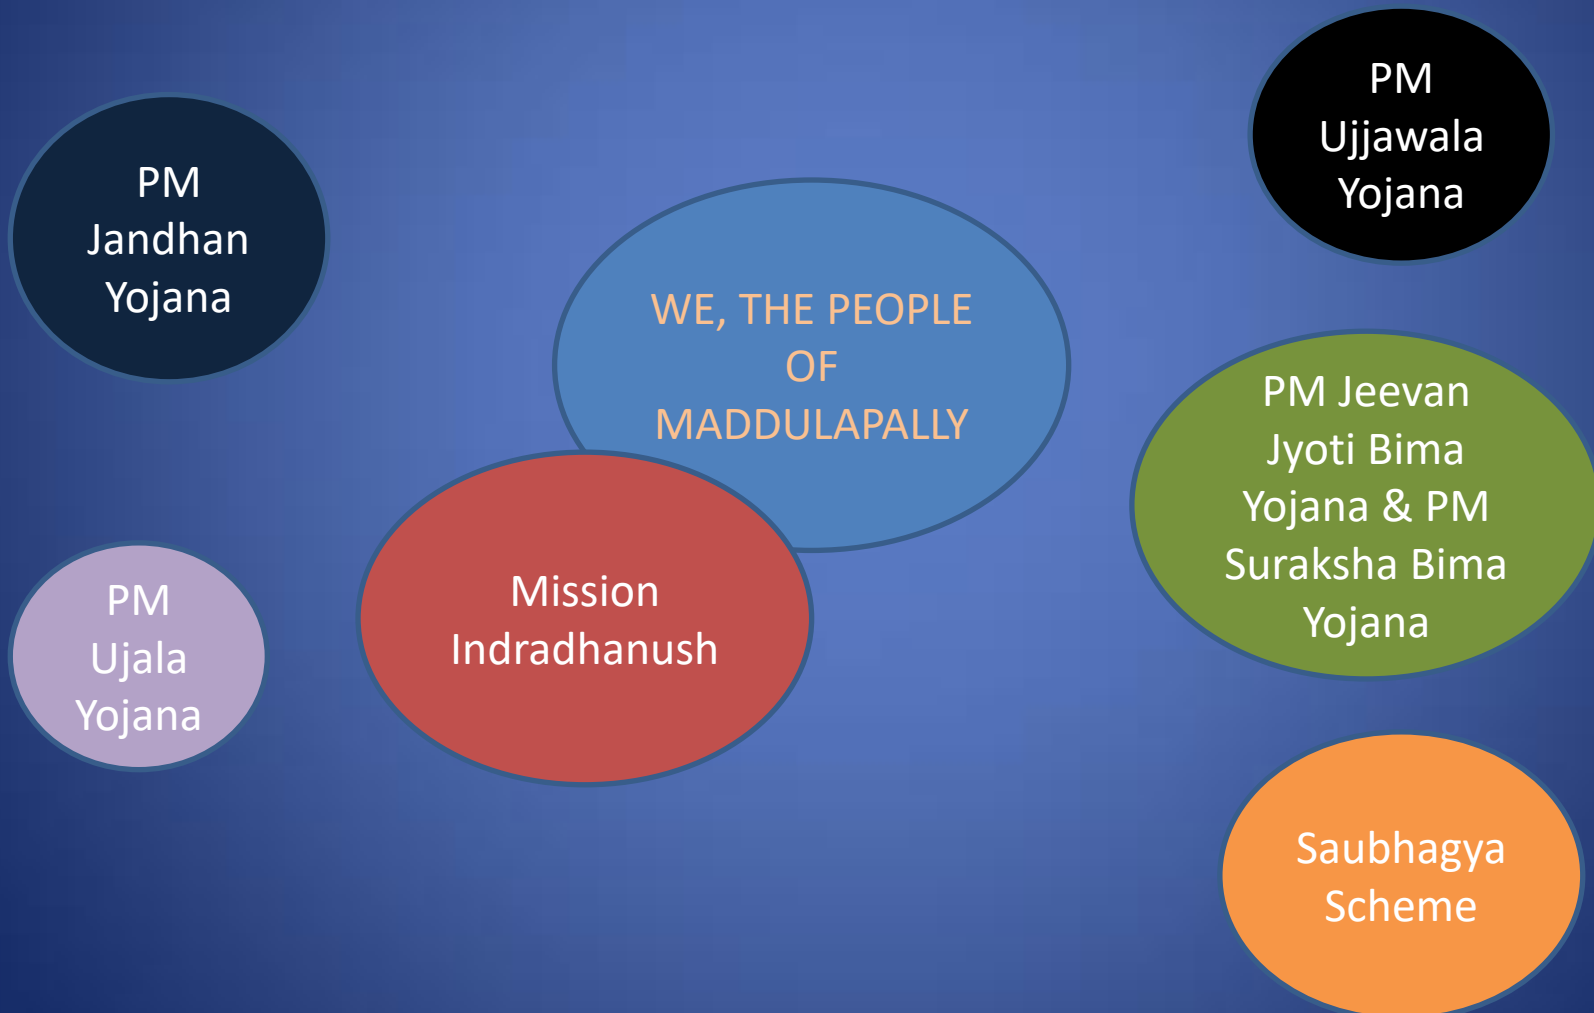 PM
Jandhan
Yojana
PM
Ujjawala
Yojana
WE, THE PEOPLE
OF
MADDULAPALLY
PM Jeevan
Jyoti Bima
Yojana & PM
Suraksha Bima
Yojana
PM
Ujala
Yojana
Mission
Indradhanush
Saubhagya
Scheme